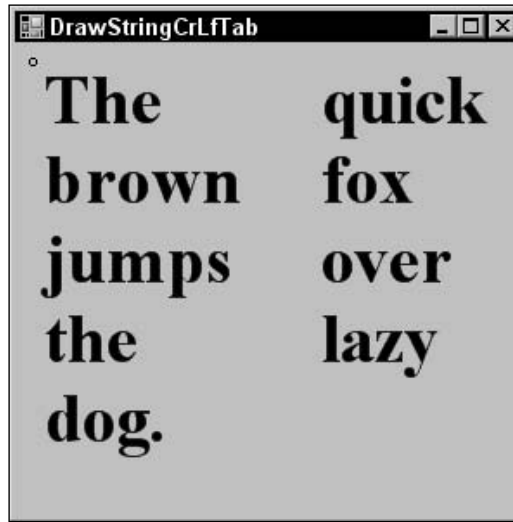 DrawStringCrLfTab
The quick
brown fox
jumps over
the lazy
dog.